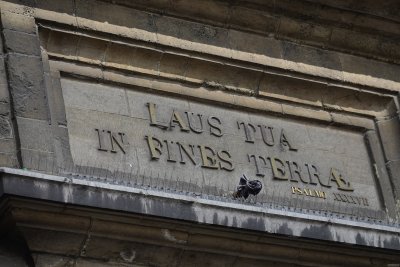 LAUS TUA
IN FINES TERRÆ
PSALM XLVII